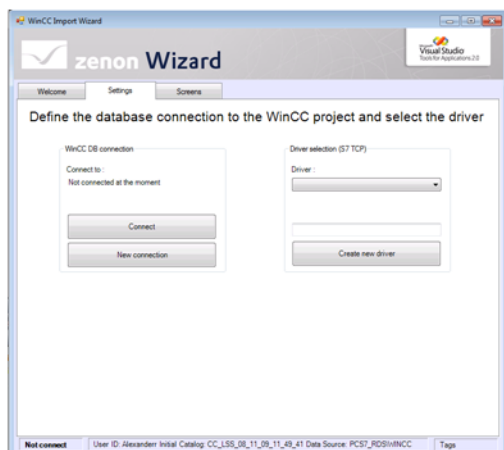 WinCC Import Wizard
zenon Wizard
Microsoft
Visual Studio
Tools for Applications 2.0
Welcome
Settings
Screens
Define the database connection to the WinCC project and select the driver
WinCC DB connection
Connect to :
Not connected at the moment
Connect
New connection
Driver selection (S7 TCP)
Driver :
Create new driver
Not connect
User ID: Alexanderr Initial Catalog: CC_LSS_08_11_09_11_49_41 Data Source: PCS7_RDS\WINCC
Tags